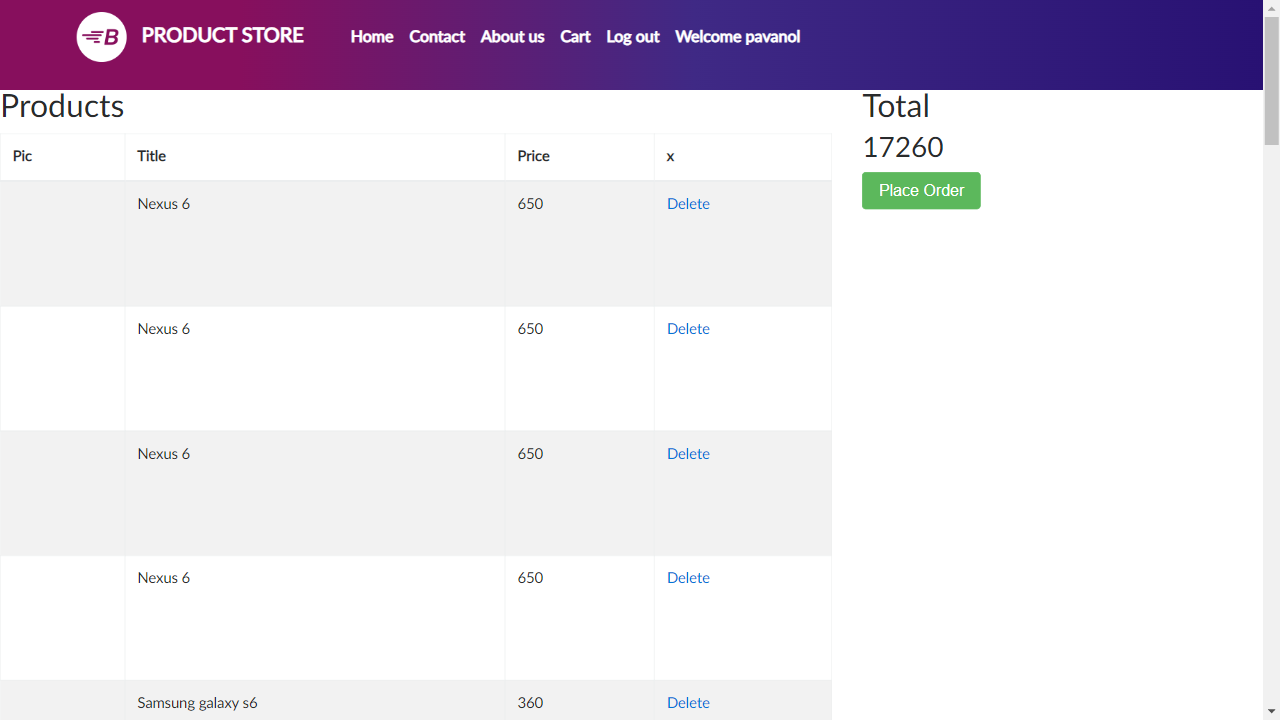 B PRODUCT STORE Home Contact About us Cart Log out Welcome pavanol
Products
Total
17260
Place Order
Pic Title Price x
Nexus 6 650 Delete
Nexus 6 650 Delete
Nexus 6 650 Delete
Nexus 6 650 Delete
Samsung galaxy s6 360 Delete